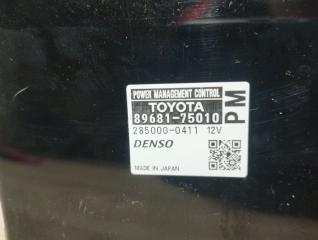 POWER MANAGEMENT CONTROL
TOYOTA
89681-75010
285000-0411 12V
DENSO
MADE IN JAPAN
PM